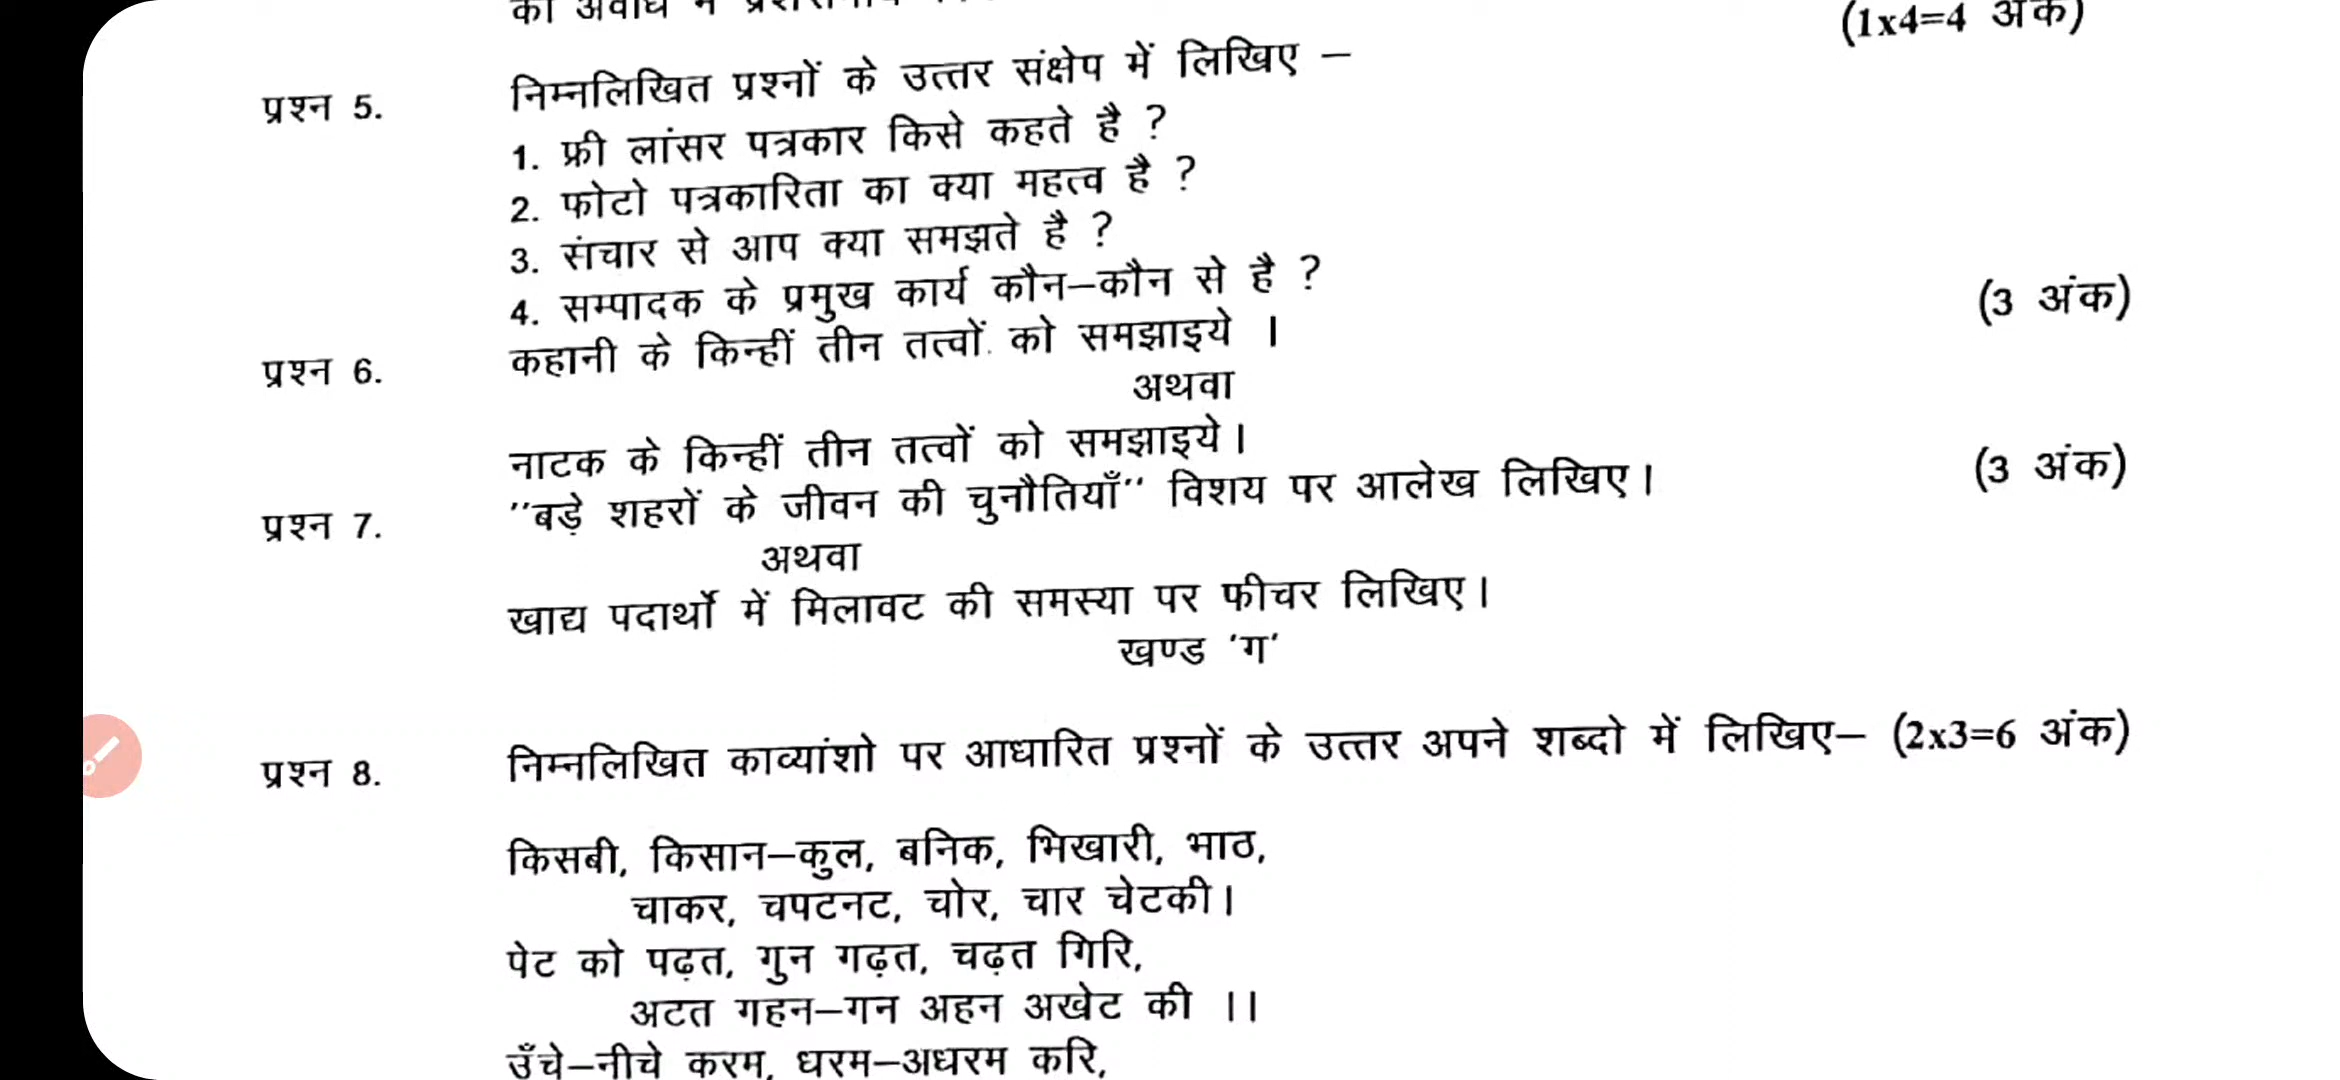 (1x4=4 अंक)
प्रश्न 5. निम्नलिखित प्रश्नों के उत्तर संक्षेप में लिखिए –
1. फ्री लांसर पत्रकार किसे कहते है ?
2. फोटो पत्रकारिता का क्या महत्व है ?
3. संचार से आप क्या समझते है ?
4. सम्पादक के प्रमुख कार्य कौन–कौन से है ?
प्रश्न 6. कहानी के किन्हीं तीन तत्वों को समझाइये । (3 अंक)
अथवा
नाटक के किन्हीं तीन तत्वों को समझाइये।
प्रश्न 7. ''बड़े शहरों के जीवन की चुनौतियाँ'' विशय पर आलेख लिखिए। (3 अंक)
अथवा
खाद्य पदार्थों में मिलावट की समस्या पर फीचर लिखिए।
खण्ड 'ग'
प्रश्न 8. निम्नलिखित काव्यांशो पर आधारित प्रश्नों के उत्तर अपने शब्दो में लिखिए– (2x3=6 अंक)
किसबी, किसान–कुल, बनिक, भिखारी, भाठ,
चाकर, चपटनट, चोर, चार चेटकी।
पेट को पढ़त, गुन गढ़त, चढ़त गिरि,
अटत गहन–गन अहन अखेट की ।।
उँचे–नीचे करम, धरम–अधरम करि,